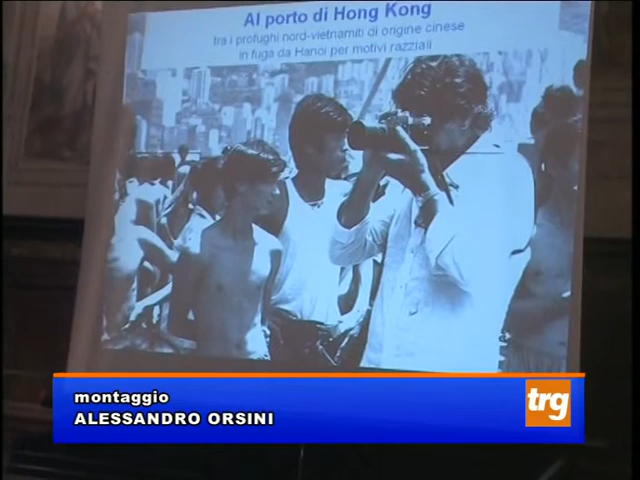 Al porto di Hong Kong
tra i profughi nord-vietnamiti di origine cinese
in fuga da Hanoi per motivi razziali
montaggio
ALESSANDRO ORSINI
trg